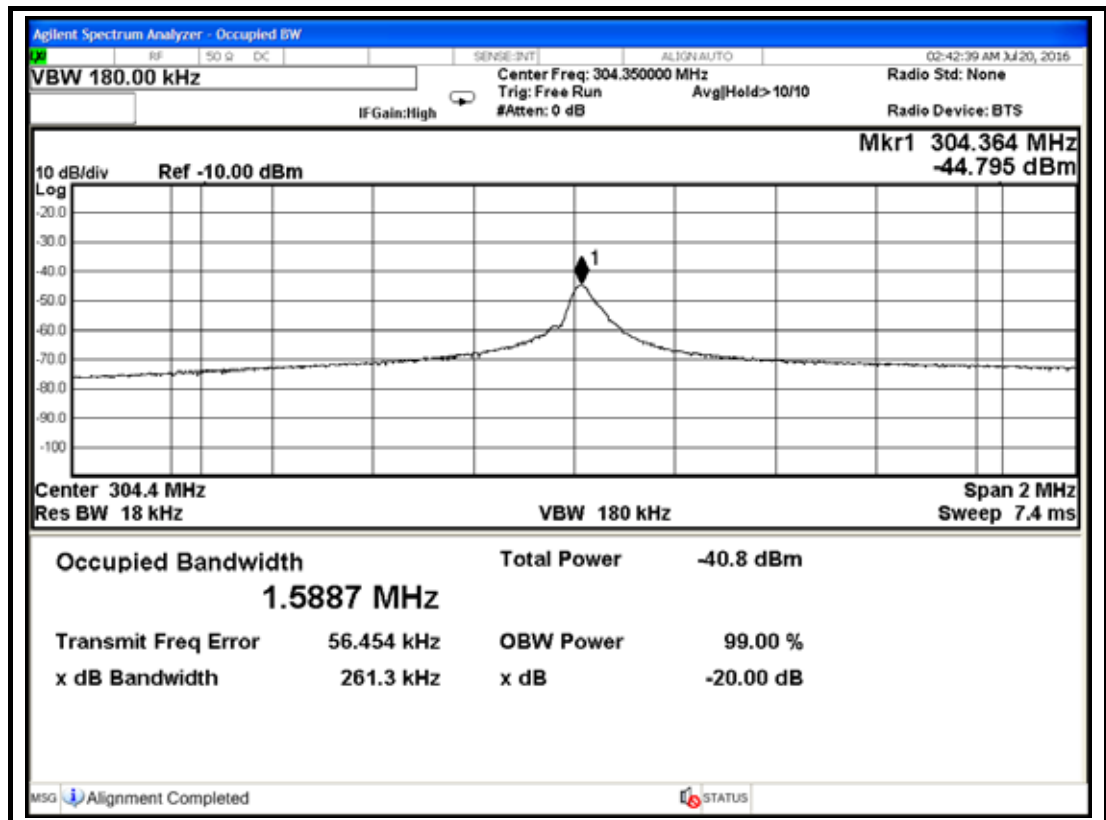 Agilent Spectrum Analyzer - Occupied BW
RF 50 Ω DC SENSE:INT ALIGN AUTO 02:42:39 AM Jul 20, 2016
VBW 180.00 kHz Center Freq: 304.350000 MHz Radio Std: None
Trig: Free Run Avg|Hold:> 10/10
IFGain:High #Atten: 0 dB Radio Device: BTS
Mkr1 304.364 MHz
10 dB/div Ref -10.00 dBm -44.795 dBm
Log
-20.0
-30.0
1
-40.0
-50.0
-60.0
-70.0
-80.0
-90.0
-100
Center 304.4 MHz Span 2 MHz
Res BW 18 kHz VBW 180 kHz Sweep 7.4 ms
Occupied Bandwidth Total Power -40.8 dBm
1.5887 MHz
Transmit Freq Error 56.454 kHz OBW Power 99.00 %
x dB Bandwidth 261.3 kHz x dB -20.00 dB
MSG Alignment Completed STATUS